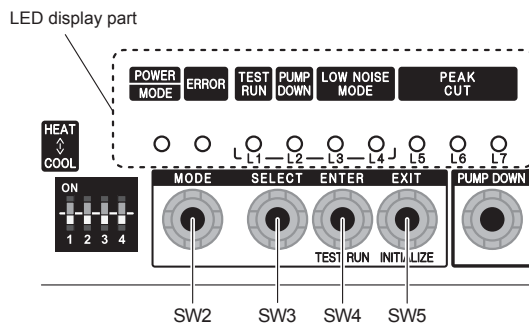 LED display part
POWER
MODE
ERROR
TEST
RUN
PUMP
DOWN
LOW NOISE
MODE
PEAK
CUT
HEAT
COOL
L1 L2 L3 L4 L5 L6 L7
ON
1 2 3 4
MODE SELECT ENTER EXIT PUMP DOWN
TEST RUN INITIALIZE
SW2 SW3 SW4 SW5